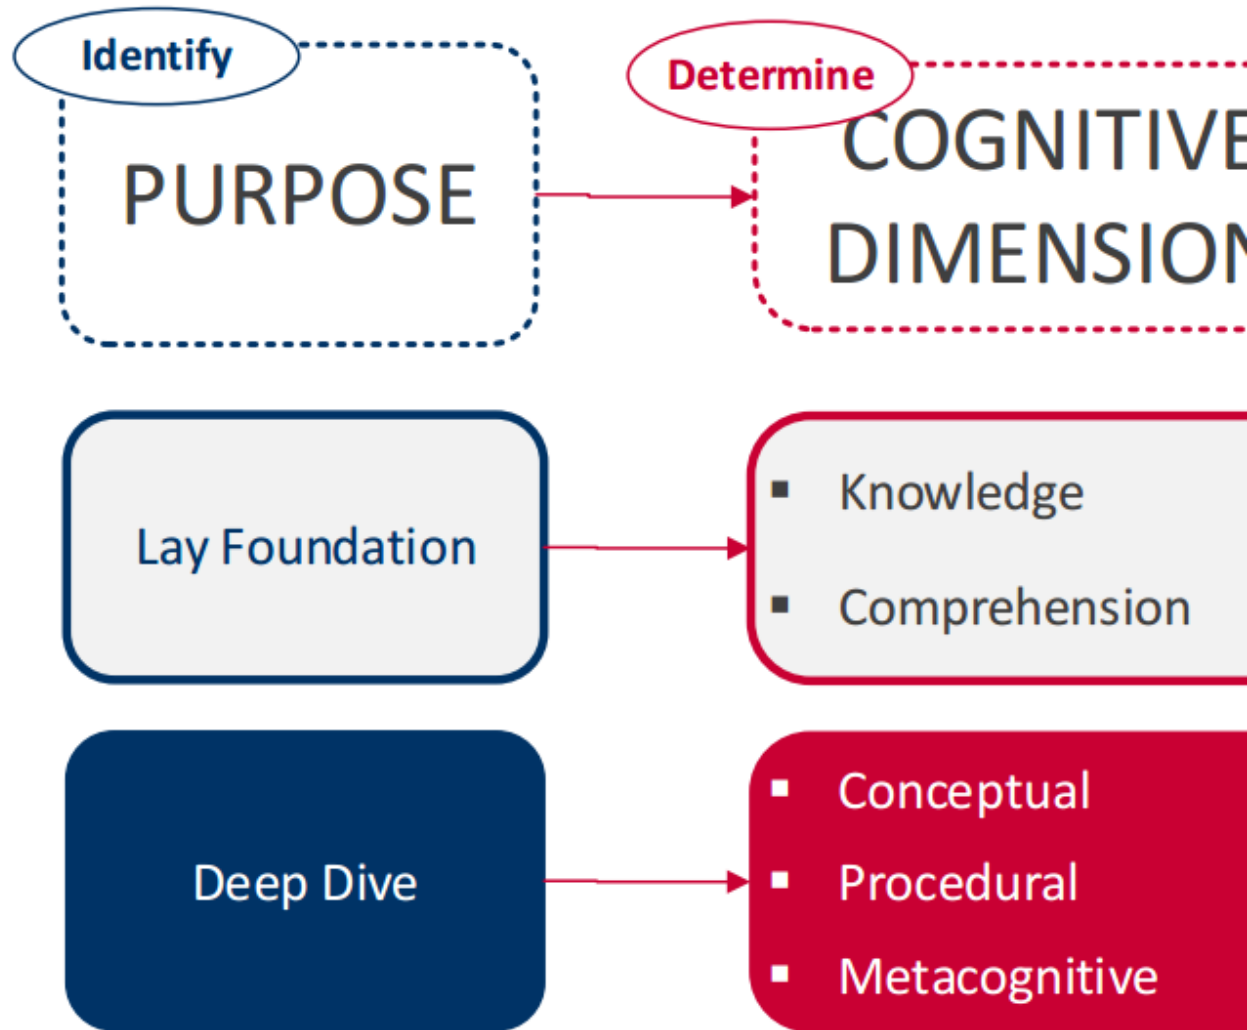 Identify
PURPOSE
Determine
COGNITIVE
DIMENSION
Lay Foundation
■ Knowledge
■ Comprehension
Deep Dive
■ Conceptual
■ Procedural
■ Metacognitive